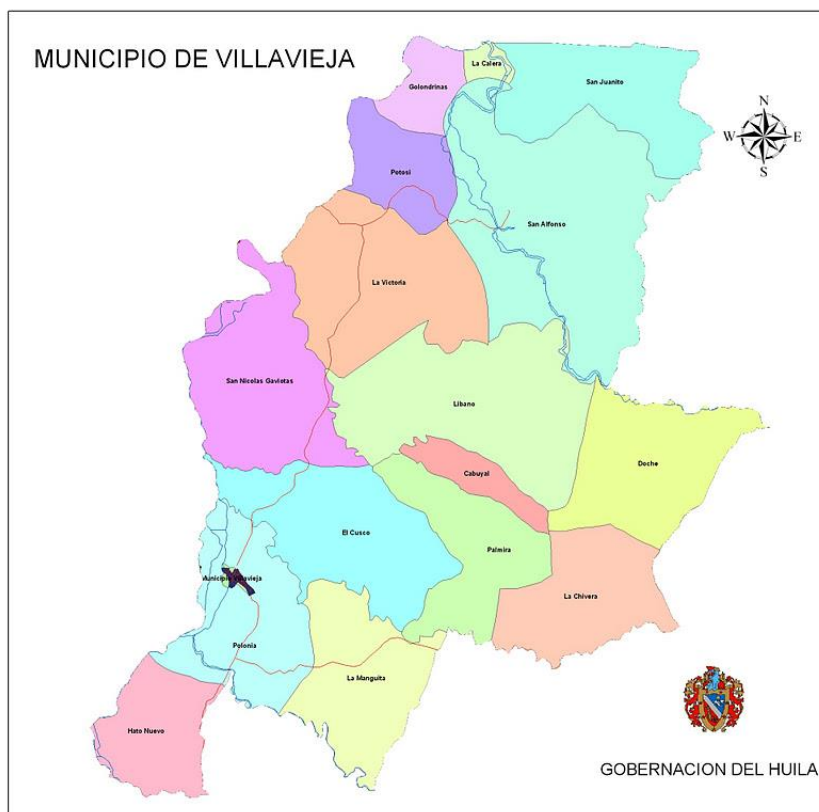 MUNICIPIO DE VILLAVIEJA
La Calera
Golondrinas
San Juanito
N
W
E
S
Potosi
San Alfonso
La Victoria
San Nicolas Gaviotas
Libano
Doche
Cabuyal
El Cusco
Palmira
Municipio Villavieja
La Chivera
Polonia
La Manguita
Hato Nuevo
GOBERNACION DEL HUILA